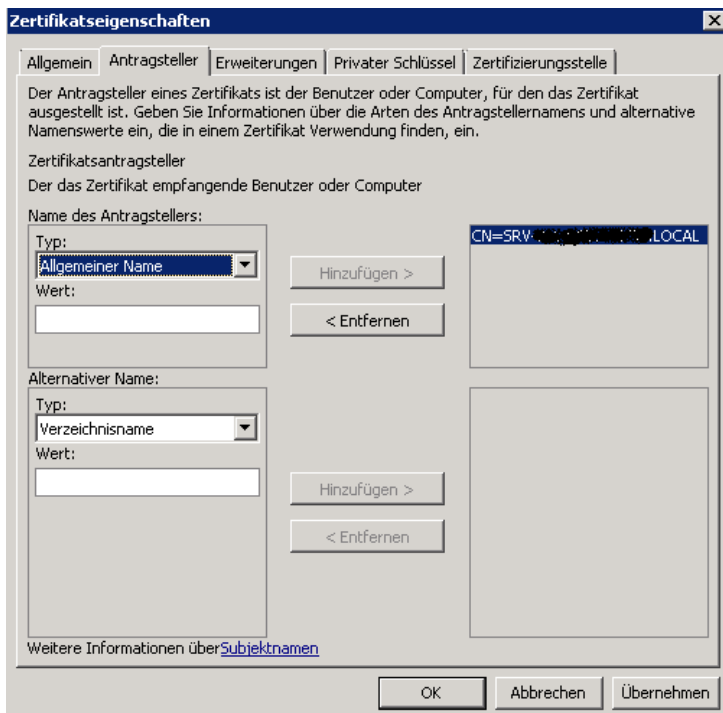 Zertifikatseigenschaften
Allgemein Antragsteller Erweiterungen Privater Schlüssel Zertifizierungsstelle
Der Antragsteller eines Zertifikats ist der Benutzer oder Computer, für den das Zertifikat
ausgestellt ist. Geben Sie Informationen über die Arten des Antragstellernamens und alternative
Namenswerte ein, die in einem Zertifikat Verwendung finden, ein.
Zertifikatsantragsteller
Der das Zertifikat empfangende Benutzer oder Computer
Name des Antragstellers:
Typ:
Allgemeiner Name
Wert:
Hinzufügen >
< Entfernen
CN=SRV .LOCAL
Alternativer Name:
Typ:
Verzeichnisname
Wert:
Hinzufügen >
< Entfernen
Weitere Informationen überSubjektnamen
OK Abbrechen Übernehmen